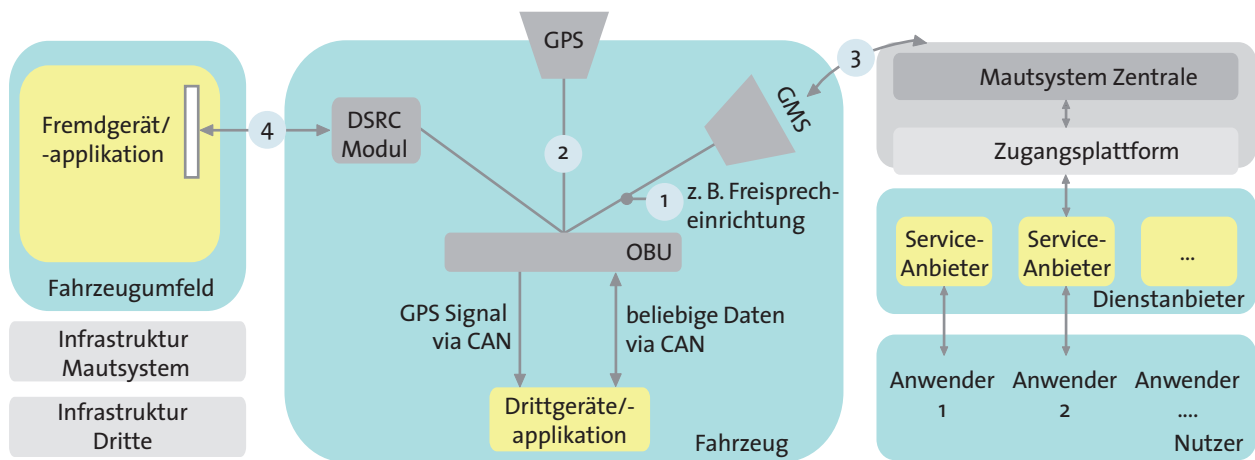 Fremdgerät/
-applikation
4
Fahrzeugumfeld
Infrastruktur
Mautsystem
Infrastruktur
Dritte
GPS
DSRC
Modul
2
GMS
3
1
z. B. Freisprech-
einrichtung
OBU
GPS Signal
via CAN
beliebige Daten
via CAN
Drittgeräte/-
applikation
Fahrzeug
Mautsystem Zentrale
Zugangsplattform
Service-
Anbieter
Service-
Anbieter
...
Dienstanbieter
Anwender
1
Anwender
2
Anwender
....
Nutzer